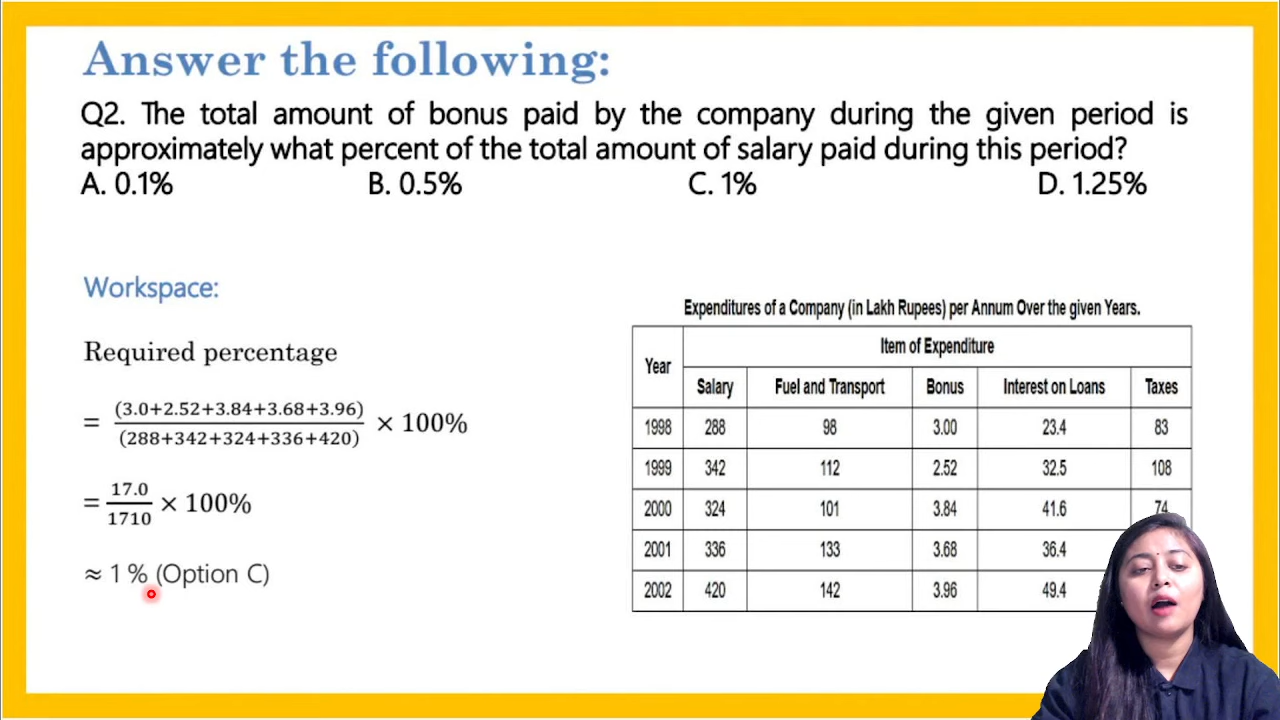 Answer the following:
Q2. The total amount of bonus paid by the company during the given period is
approximately what percent of the total amount of salary paid during this period?
A. 0.1% B. 0.5% C. 1% D. 1.25%
Workspace:
Required percentage
= (3.0+2.52+3.84+3.68+3.96) / (288+342+324+336+420) × 100%
= 17.0 / 1710 × 100%
≈ 1 % (Option C)
Expenditures of a Company (in Lakh Rupees) per Annum Over the given Years.
Year Item of Expenditure
Salary Fuel and Transport Bonus Interest on Loans Taxes
1998 288 98 3.00 23.4 83
1999 342 112 2.52 32.5 108
2000 324 101 3.84 41.6 74
2001 336 133 3.68 36.4
2002 420 142 3.96 49.4